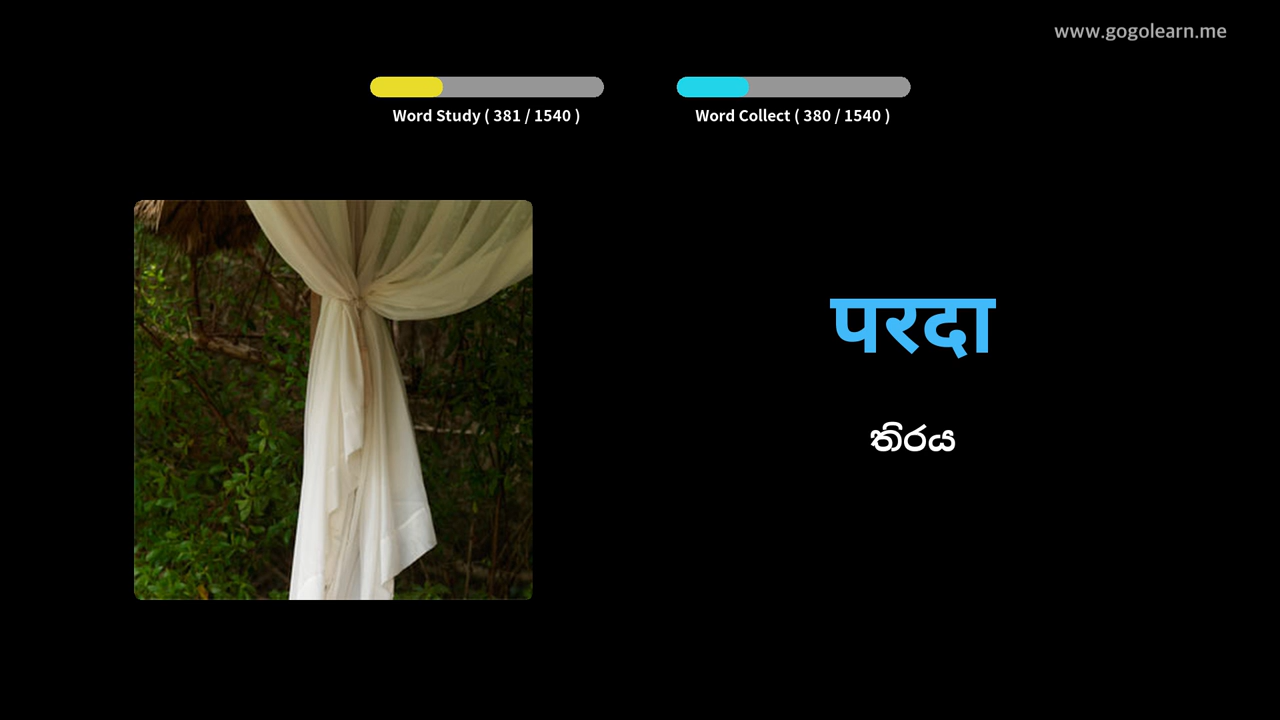 www.gogolearn.me
Word Study ( 381 / 1540 )
Word Collect ( 380 / 1540 )
परदा
තිරය